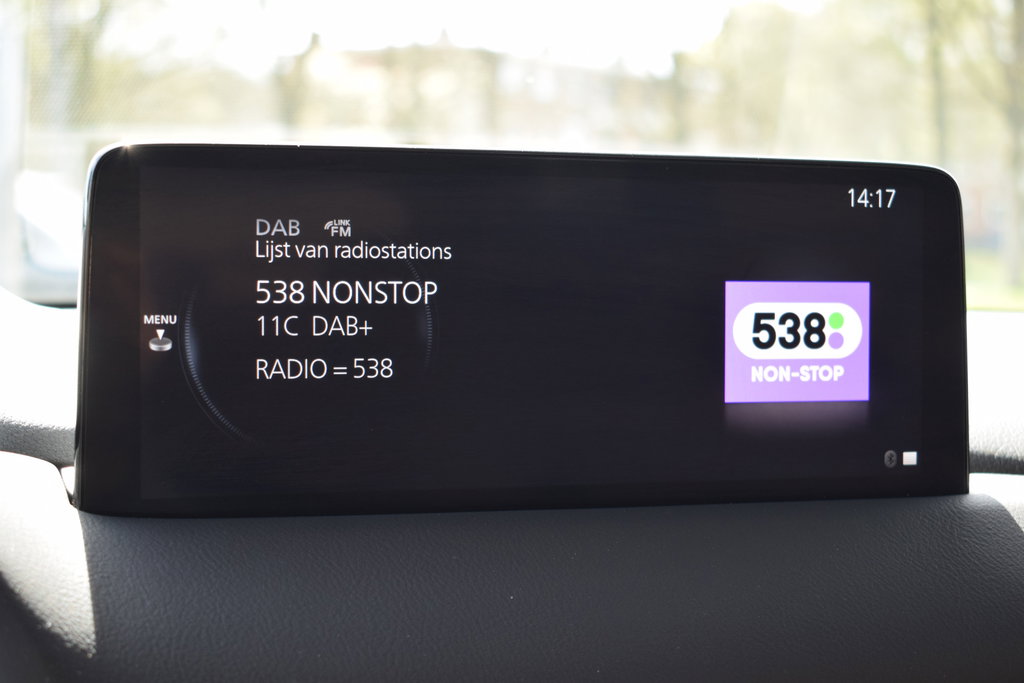 14:17
DAB LINK FM
Lijst van radiostations
538 NONSTOP
11C DAB+
RADIO = 538
MENU
538
NON-STOP